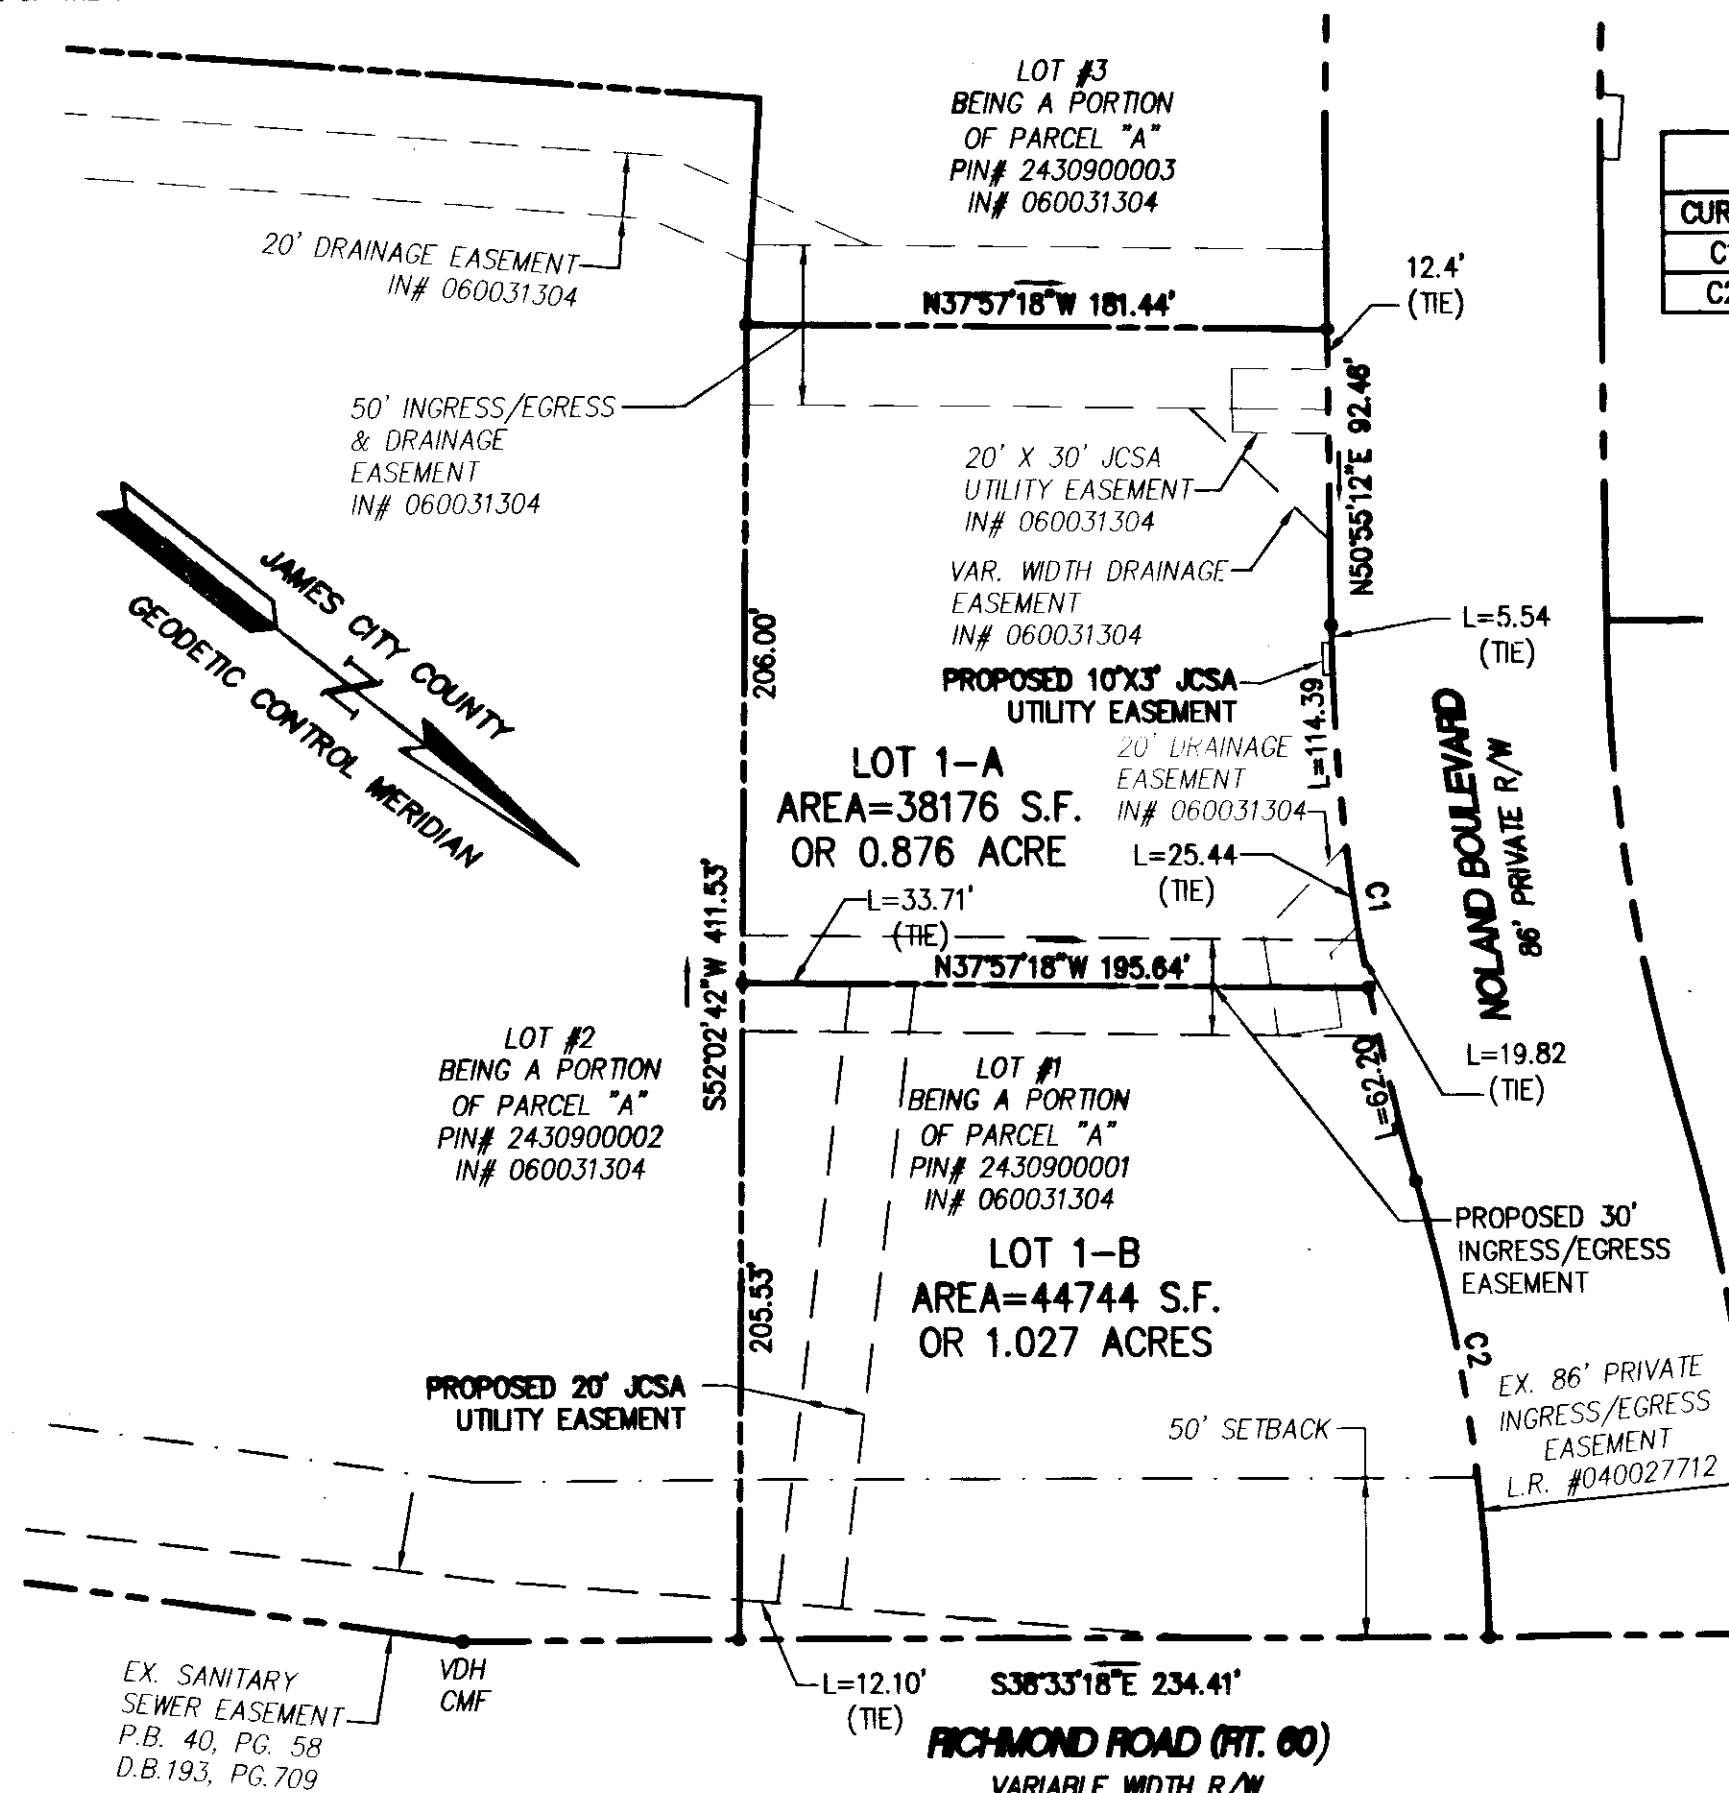 LOT #3
BEING A PORTION
OF PARCEL "A"
PIN# 2430900003
IN# 060031304
CUR
C1
C2
12.4'
(TIE)
20' DRAINAGE EASEMENT
IN# 060031304
N37°57'18"W 181.44'
50' INGRESS/EGRESS
& DRAINAGE
EASEMENT
IN# 060031304
N50°55'12"E 92.46'
20' X 30' JCSA
UTILITY EASEMENT
IN# 060031304
VAR. WIDTH DRAINAGE
EASEMENT
IN# 060031304
JAMES CITY COUNTY
GEODETIC CONTROL MERIDIAN
N
206.00'
L=5.54
(TIE)
PROPOSED 10'X3' JCSA
UTILITY EASEMENT
L=114.39
20' DRAINAGE
EASEMENT
IN# 060031304
NOLAND BOULEVARD
86' PRIVATE R/W
LOT 1-A
AREA=38176 S.F.
OR 0.876 ACRE
L=25.44
(TIE)
C1
L=33.71'
(TIE)
N37°57'18"W 195.64'
S52°02'42"W 411.53'
LOT #2
BEING A PORTION
OF PARCEL "A"
PIN# 2430900002
IN# 060031304
LOT #1
BEING A PORTION
OF PARCEL "A"
PIN# 2430900001
IN# 060031304
L=62.20
L=19.82
(TIE)
PROPOSED 30'
INGRESS/EGRESS
EASEMENT
LOT 1-B
AREA=44744 S.F.
OR 1.027 ACRES
205.53'
C2
PROPOSED 20' JCSA
UTILITY EASEMENT
50' SETBACK
EX. 86' PRIVATE
INGRESS/EGRESS
EASEMENT
L.R. #040027712
EX. SANITARY
SEWER EASEMENT
P.B. 40, PG. 58
D.B.193, PG.709
VDH
CMF
L=12.10'
(TIE)
S38°33'18"E 234.41'
RICHMOND ROAD (RT. 60)
VARIABLE WIDTH R/W